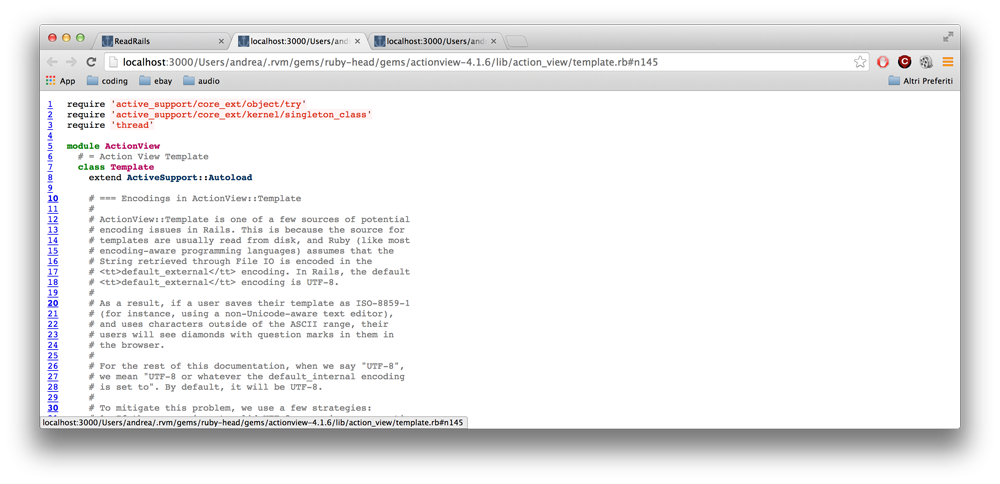 ReadRails
localhost:3000/Users/andre
localhost:3000/Users/andre
localhost:3000/Users/andrea/.rvm/gems/ruby-head/gems/actionview-4.1.6/lib/action_view/template.rb#n145
App coding ebay audio Altri Preferiti
1 require 'active_support/core_ext/object/try'
2 require 'active_support/core_ext/kernel/singleton_class'
3 require 'thread'
4
5 module ActionView
6 # = Action View Template
7 class Template
8 extend ActiveSupport::Autoload
9
10 # === Encodings in ActionView::Template
11 #
12 # ActionView::Template is one of a few sources of potential
13 # encoding issues in Rails. This is because the source for
14 # templates are usually read from disk, and Ruby (like most
15 # encoding-aware programming languages) assumes that the
16 # String retrieved through File IO is encoded in the
17 # <tt>default_external</tt> encoding. In Rails, the default
18 # <tt>default_external</tt> encoding is UTF-8.
19 #
20 # As a result, if a user saves their template as ISO-8859-1
21 # (for instance, using a non-Unicode-aware text editor),
22 # and uses characters outside of the ASCII range, their
23 # users will see diamonds with question marks in them in
24 # the browser.
25 #
26 # For the rest of this documentation, when we say "UTF-8",
27 # we mean "UTF-8 or whatever the default_internal encoding
28 # is set to". By default, it will be UTF-8.
29 #
30 # To mitigate this problem, we use a few strategies:
localhost:3000/Users/andrea/.rvm/gems/ruby-head/gems/actionview-4.1.6/lib/action_view/template.rb#n145